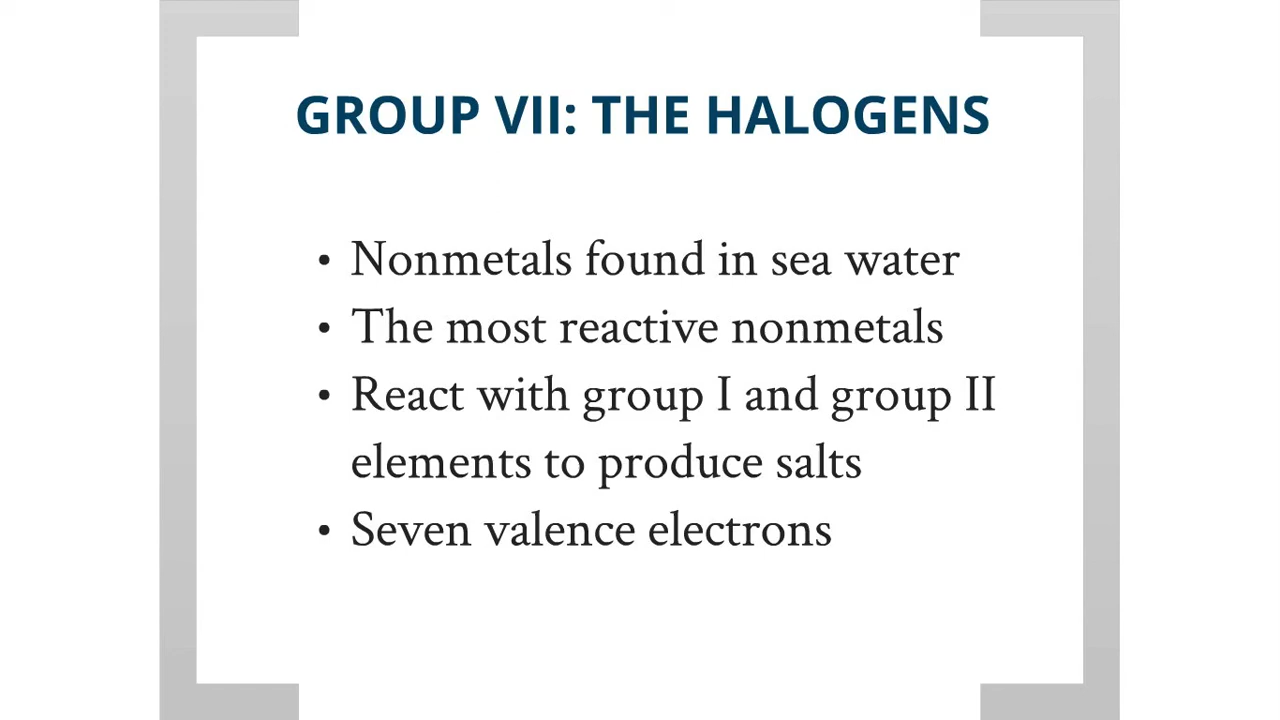 GROUP VII: THE HALOGENS
• Nonmetals found in sea water
• The most reactive nonmetals
• React with group I and group II
elements to produce salts
• Seven valence electrons